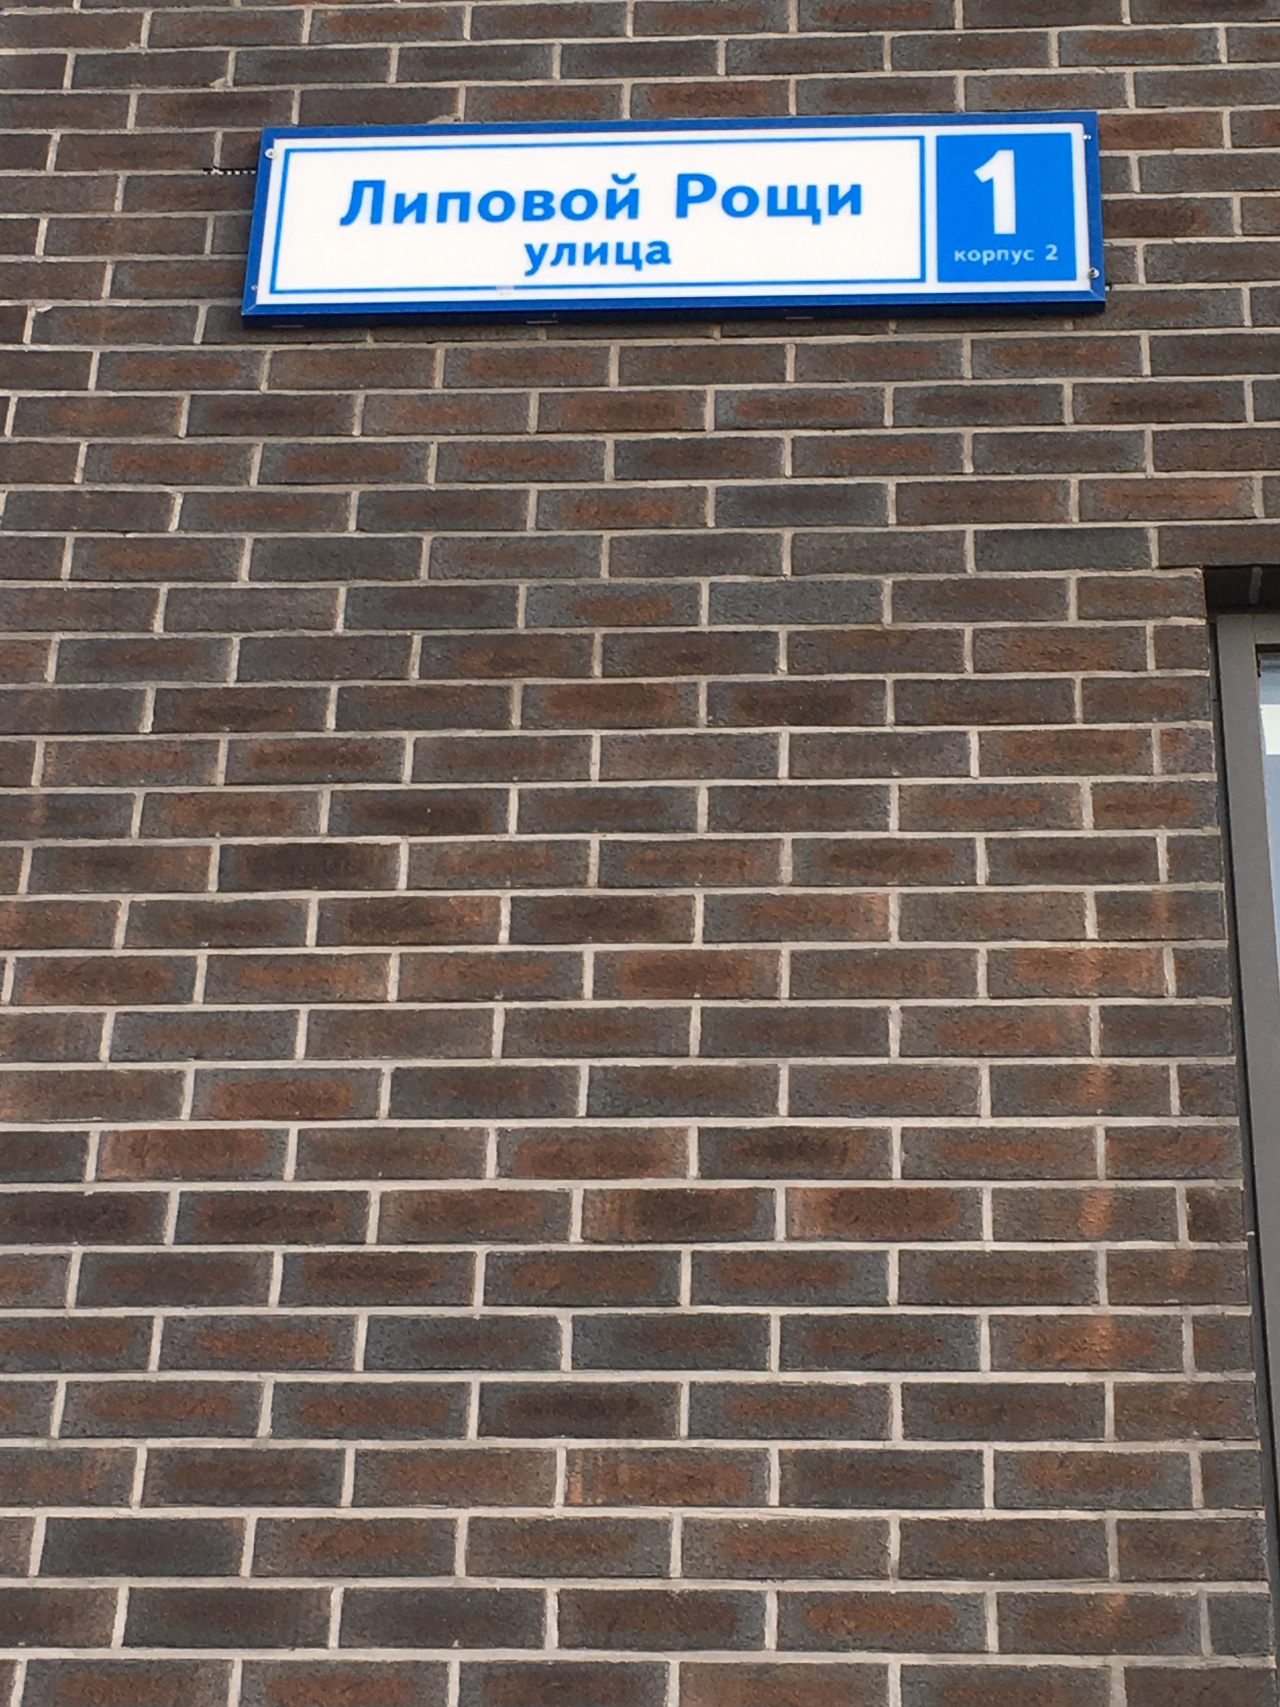 Липовой Рощи
улица
1
корпус 2